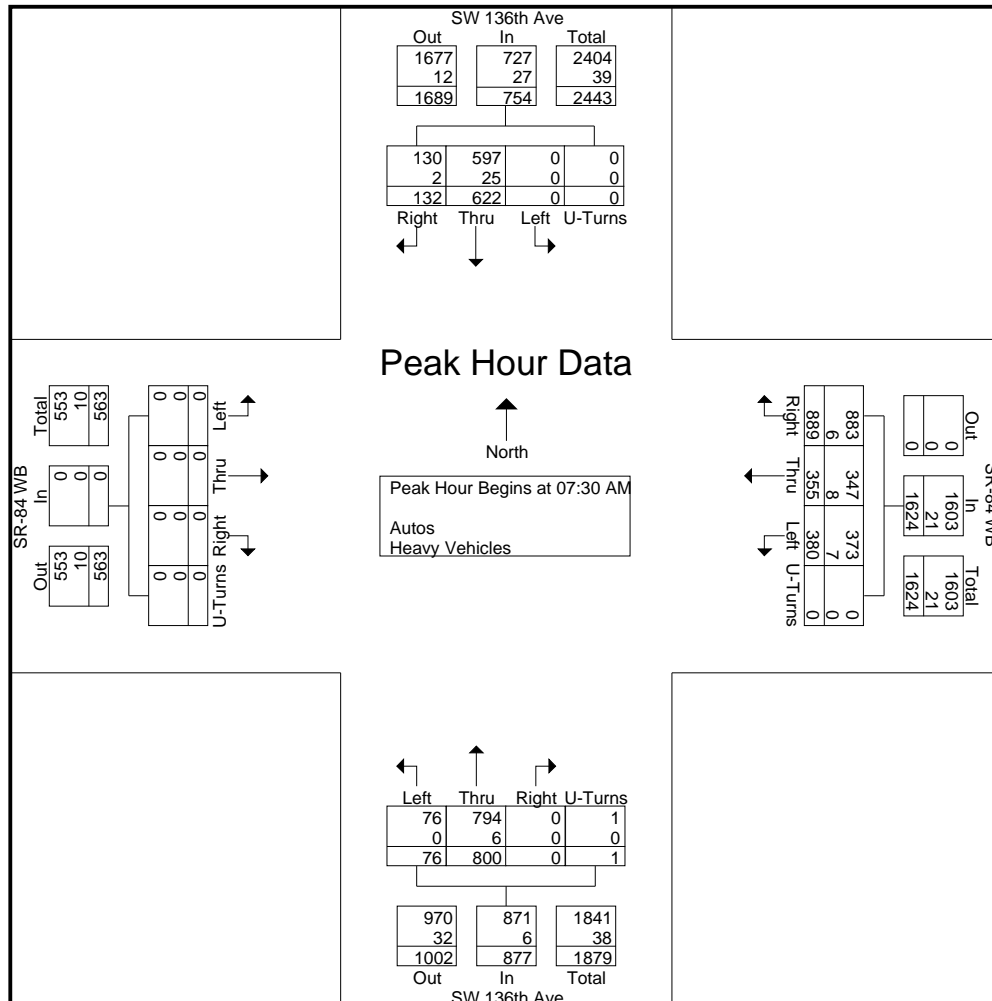 SW 136th Ave
Out In Total
1677 727 2404
12 27 39
1689 754 2443
130 597 0 0
2 25 0 0
132 622 0 0
Right Thru Left U-Turns
Peak Hour Data
North
Peak Hour Begins at 07:30 AM
Autos
Heavy Vehicles
SR-84 WB
Out In Total
553 0 553
10 0 10
563 0 563
U-Turns Right Thru Left
0 0 0 0
0 0 0 0
0 0 0 0
SR-84 WB
Out In Total
0 1603 1603
0 21 21
0 1624 1624
883 347 373 0
6 8 7 0
889 355 380 0
Right Thru Left U-Turns
Left Thru Right U-Turns
76 794 0 1
0 6 0 0
76 800 0 1
970 871 1841
32 6 38
1002 877 1879
Out In Total
SW 136th Ave